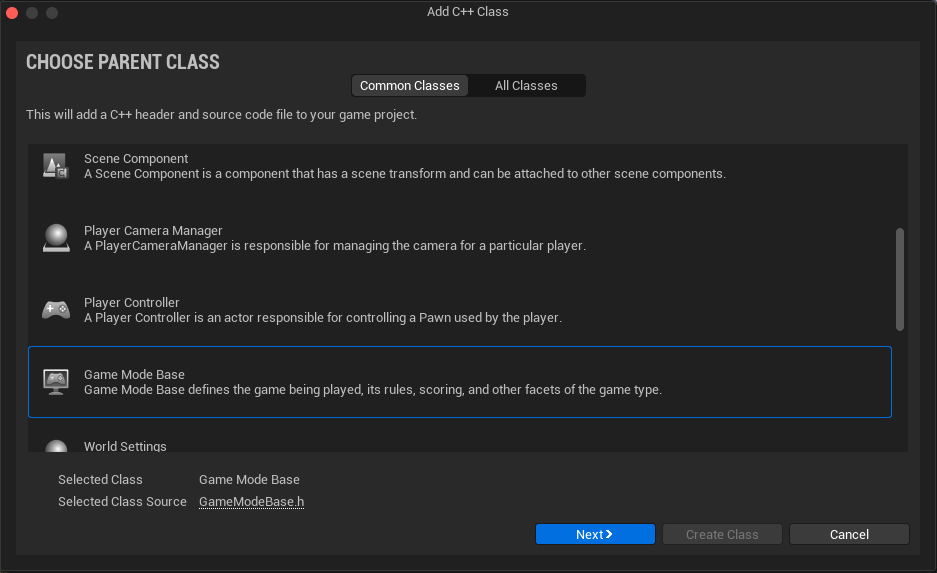 Add C++ Class
CHOOSE PARENT CLASS
Common Classes
All Classes
This will add a C++ header and source code file to your game project.
Scene Component
A Scene Component is a component that has a scene transform and can be attached to other scene components.
Player Camera Manager
A PlayerCameraManager is responsible for managing the camera for a particular player.
Player Controller
A Player Controller is an actor responsible for controlling a Pawn used by the player.
Game Mode Base
Game Mode Base defines the game being played, its rules, scoring, and other facets of the game type.
World Settings
Selected Class Game Mode Base
Selected Class Source GameModeBase.h
Next
Create Class
Cancel